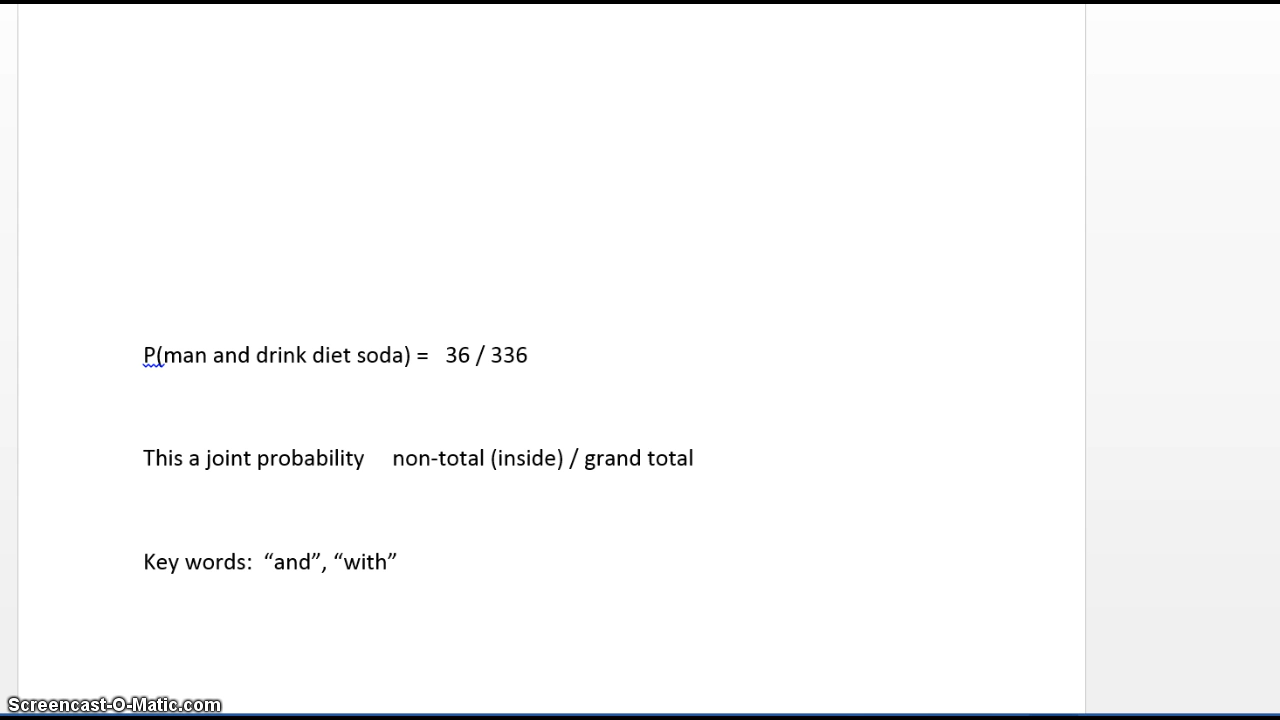 P(man and drink diet soda) = 36 / 336
This a joint probability non-total (inside) / grand total
Key words: “and”, “with”
Screencast-O-Matic.com